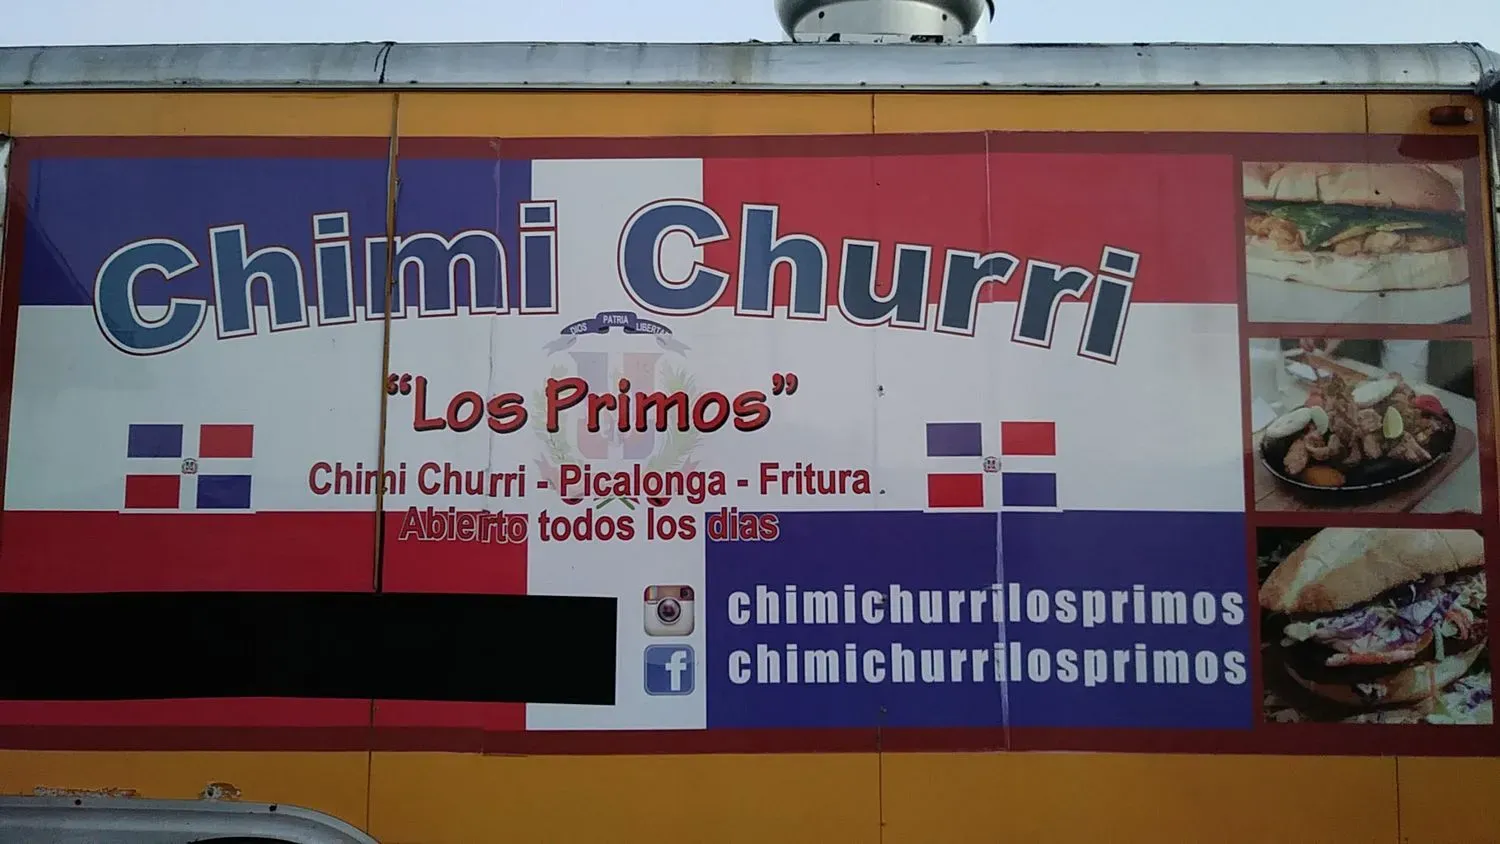 Chimi Churri
DIOS PATRIA LIBERTAD
"Los Primos"
Chimi Churri - Picalonga - Fritura
Abierto todos los dias
chimichurrilosprimos
f chimichurrilosprimos